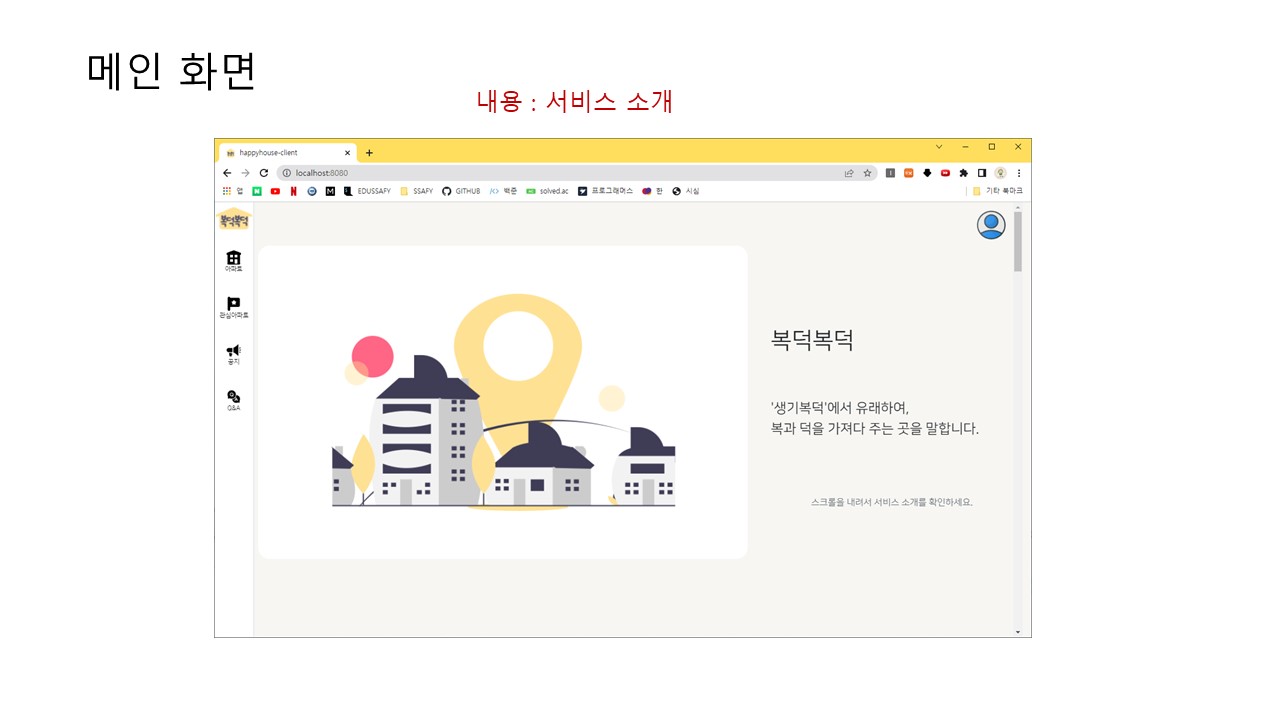 메인 화면
내용 : 서비스 소개
happyhouse-client
localhost:8080
앱 EDUSSAFY SSAFY GITHUB 백준 solved.ac 프로그래머스 한 시싐 기타 북마크
복덕복덕
아파트
관심아파트
공지
Q&A
복덕복덕
'생기복덕'에서 유래하여,
복과 덕을 가져다 주는 곳을 말합니다.
스크롤을 내려서 서비스 소개를 확인하세요.